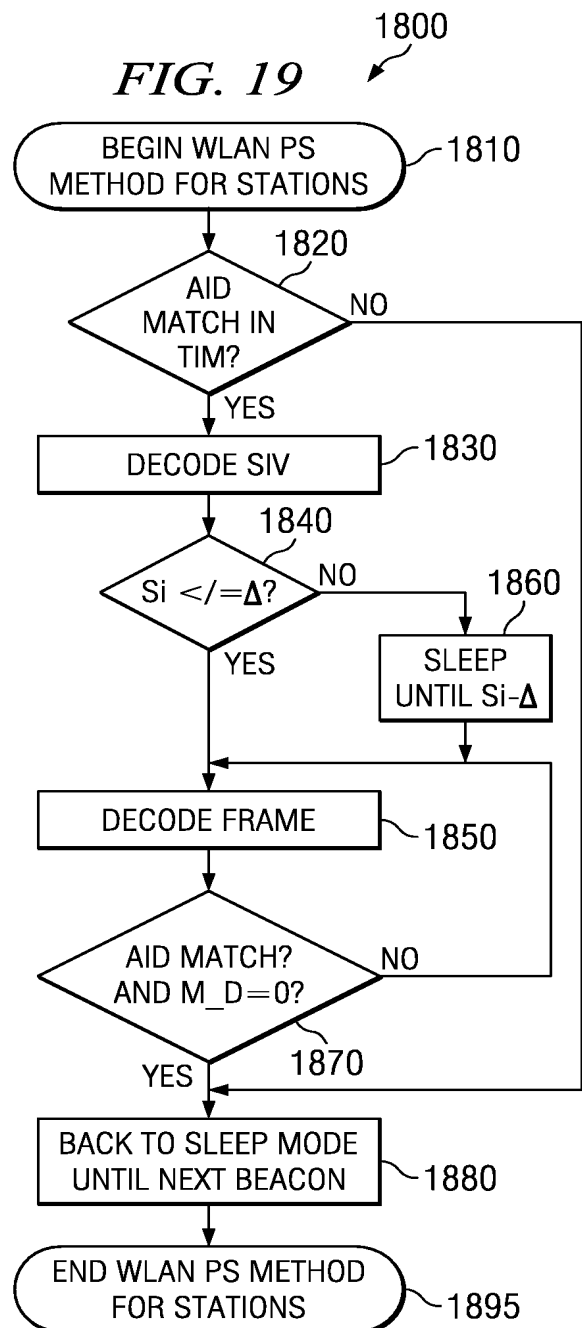 1800
FIG. 19
BEGIN WLAN PS
METHOD FOR STATIONS
1810
1820
AID
MATCH IN
TIM?
NO
YES
DECODE SIV
1830
1840
Si </=Δ?
NO
YES
1860
SLEEP
UNTIL Si-Δ
DECODE FRAME
1850
AID MATCH?
AND M_D=0?
NO
1870
YES
BACK TO SLEEP MODE
UNTIL NEXT BEACON
1880
END WLAN PS METHOD
FOR STATIONS
1895